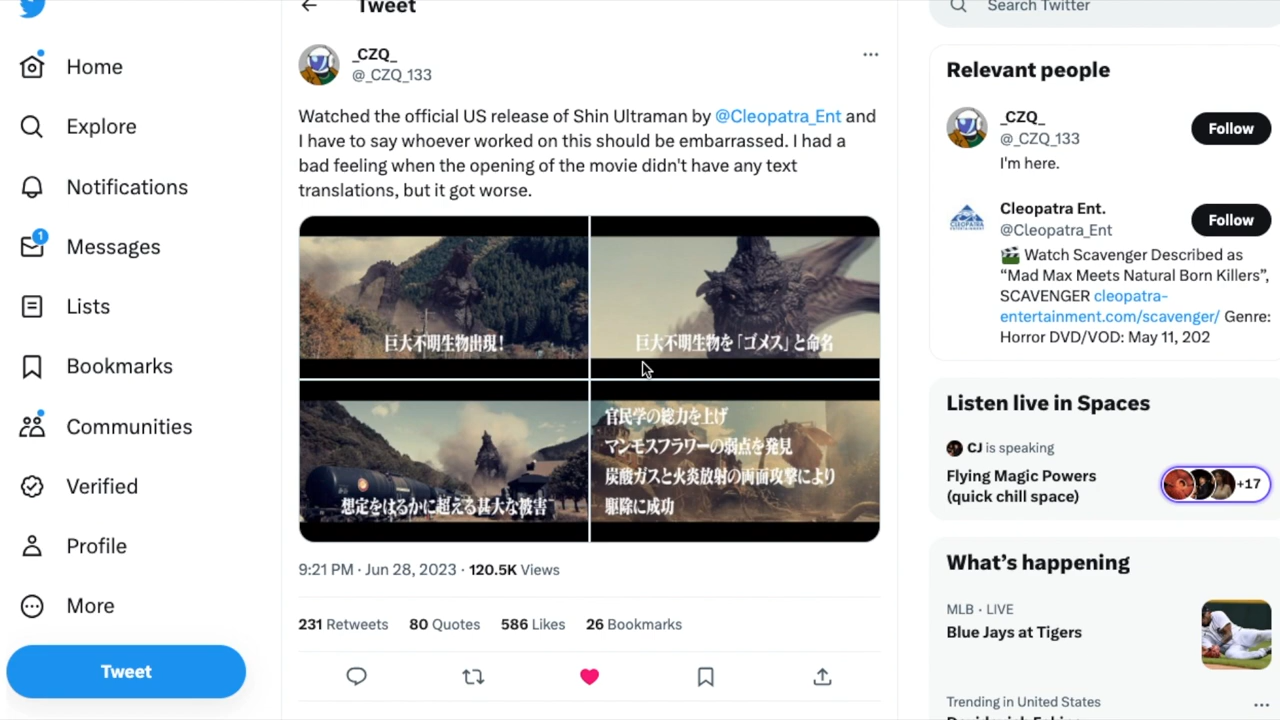 Home
Explore
Notifications
1
Messages
Lists
Bookmarks
Communities
Verified
Profile
More
Tweet
Tweet
_CZQ_
@_CZQ_133
Watched the official US release of Shin Ultraman by @Cleopatra_Ent and
I have to say whoever worked on this should be embarrassed. I had a
bad feeling when the opening of the movie didn't have any text
translations, but it got worse.
巨大不明生物出現!
巨大不明生物を「ゴメス」と命名
想定をはるかに超える甚大な被害
官民学の総力を上げ
マンモスフラワーの弱点を発見
炭酸ガスと火炎放射の両面攻撃により
駆除に成功
9:21 PM · Jun 28, 2023 · 120.5K Views
231 Retweets 80 Quotes 586 Likes 26 Bookmarks
Search Twitter
Relevant people
_CZQ_
@_CZQ_133
Follow
I'm here.
Cleopatra Ent.
@Cleopatra_Ent
Follow
🎬 Watch Scavenger Described as
“Mad Max Meets Natural Born Killers”,
SCAVENGER cleopatra-
entertainment.com/scavenger/ Genre:
Horror DVD/VOD: May 11, 202
Listen live in Spaces
CJ is speaking
Flying Magic Powers
(quick chill space)
+17
What’s happening
MLB · LIVE
Blue Jays at Tigers
Trending in United States